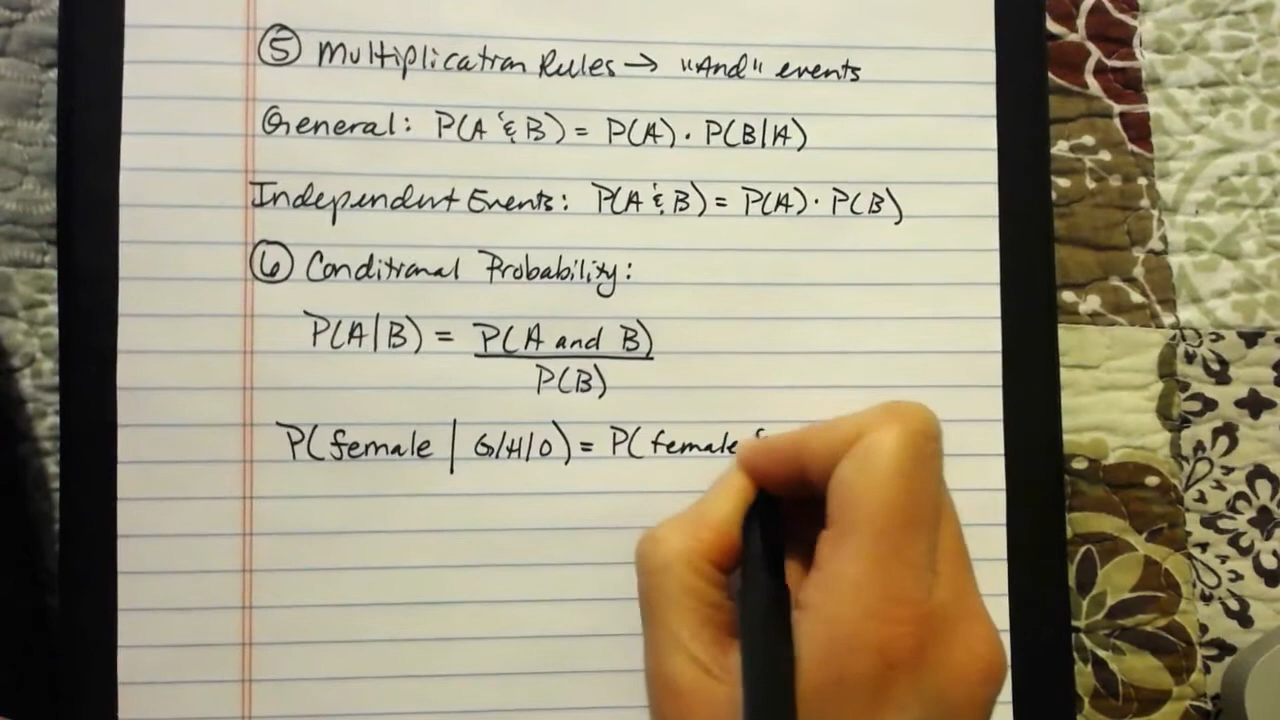 ⑤ Multiplication Rules → "And" events
General: P(A & B) = P(A) · P(B|A)
Independent Events: P(A & B) = P(A) · P(B)
⑥ Conditional Probability:
P(A|B) = P(A and B)
P(B)
P(female | G/H/O) = P(female